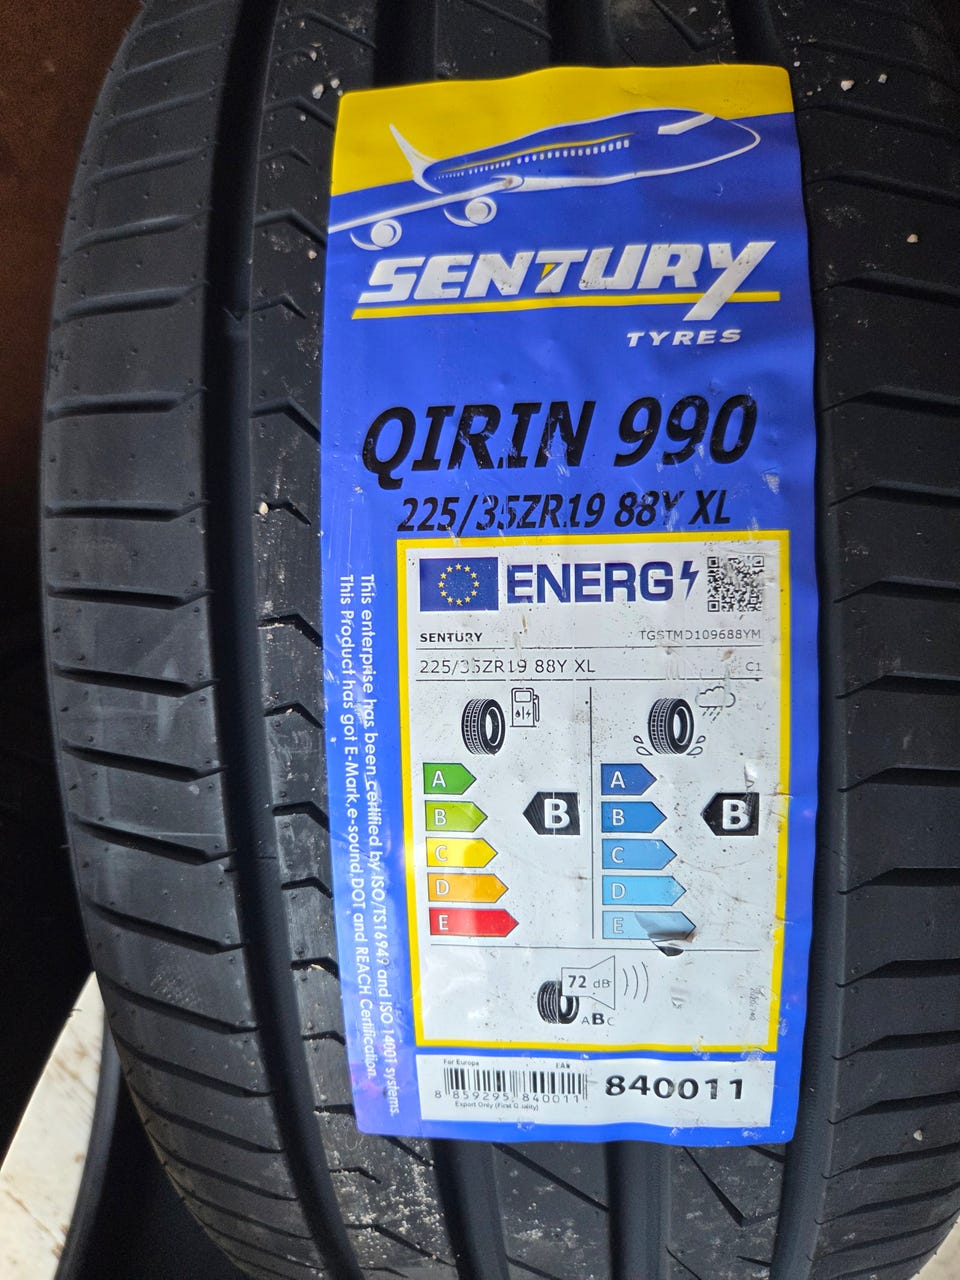 SENTURY
TYRES
QIRIN 990
225/35ZR19 88Y XL
ENERG
SENTURY TGSTMD109688YM
225/35ZR19 88Y XL C1
A A
B B B B
C C
D D
E E
72 dB
ABC
2020/740
For Europe EAN
8 859295 840011
Export Only (First Quality)
840011
This enterprise has been certified by ISO/TS16949 and ISO 14001 systems.
This Product has got E-Mark,e-sound,DOT and REACH Certification.